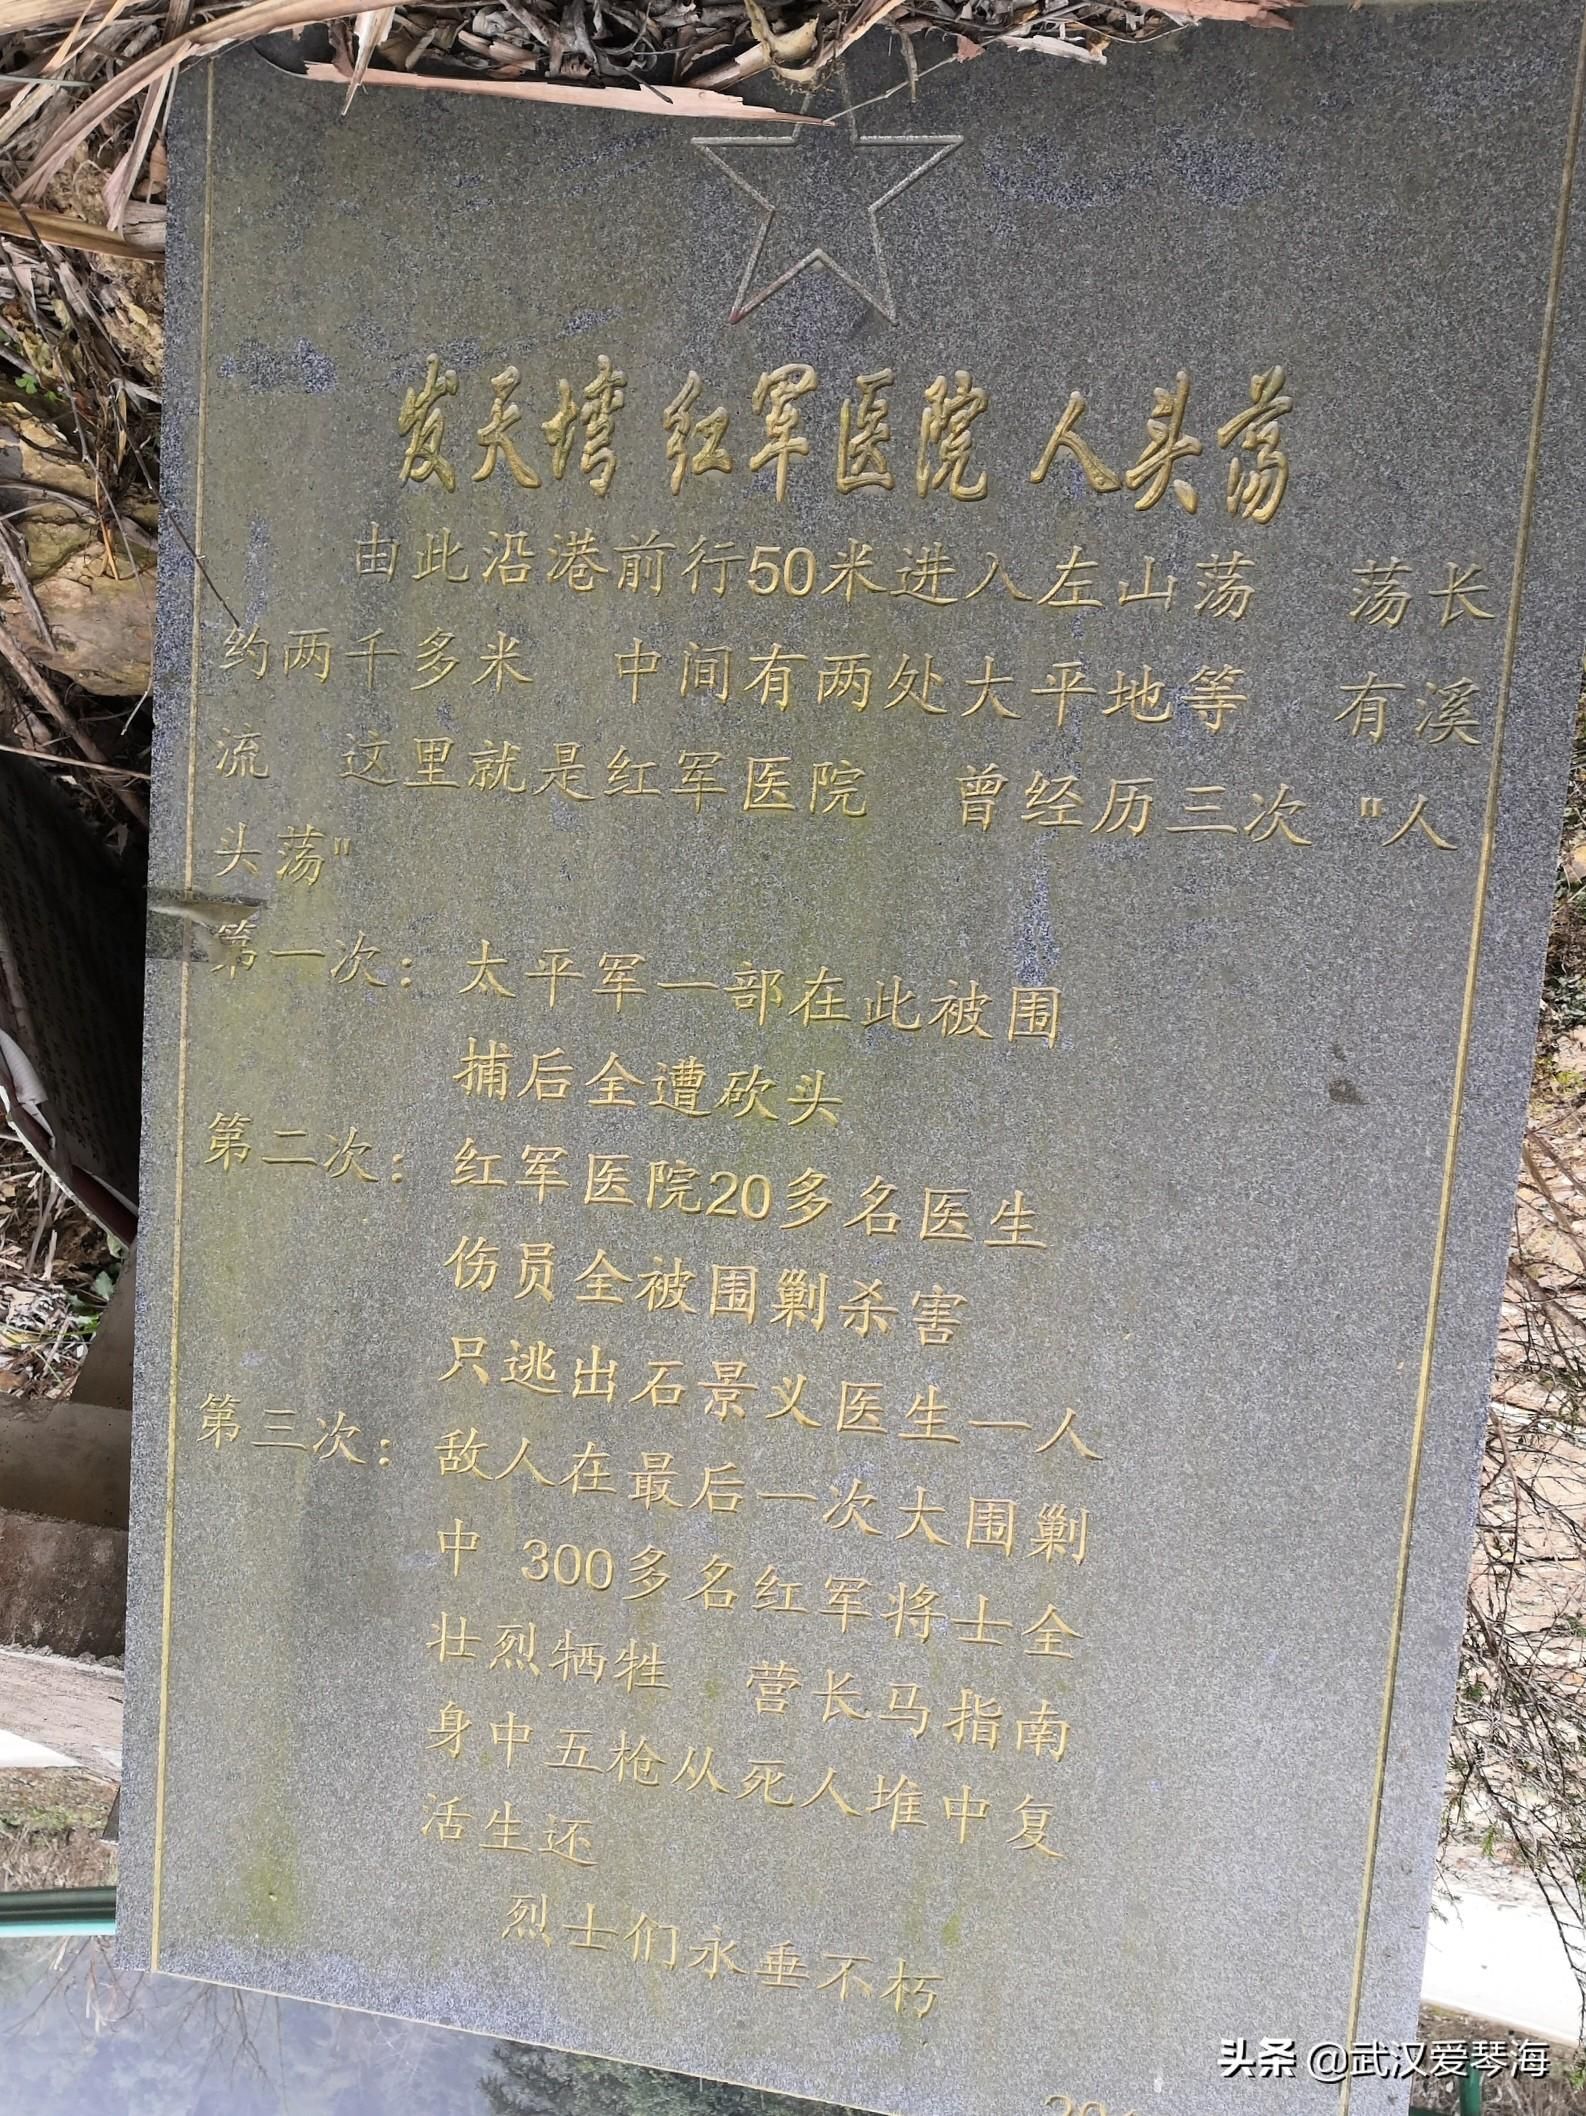 发天塆 红军医院 人头荡
由此沿港前行50米进入左山荡 荡长
约两千多米 中间有两处大平地等 有溪
流 这里就是红军医院 曾经历三次 "人
头荡"
第一次：太平军一部在此被围
捕后全遭砍头
第二次：红军医院20多名医生
伤员全被围剿杀害
只逃出石景义医生一人
第三次：敌人在最后一次大围剿
中 300多名红军将士全
壮烈牺牲 营长马指南
身中五枪从死人堆中复
活生还
烈士们永垂不朽
头条 @武汉爱琴海